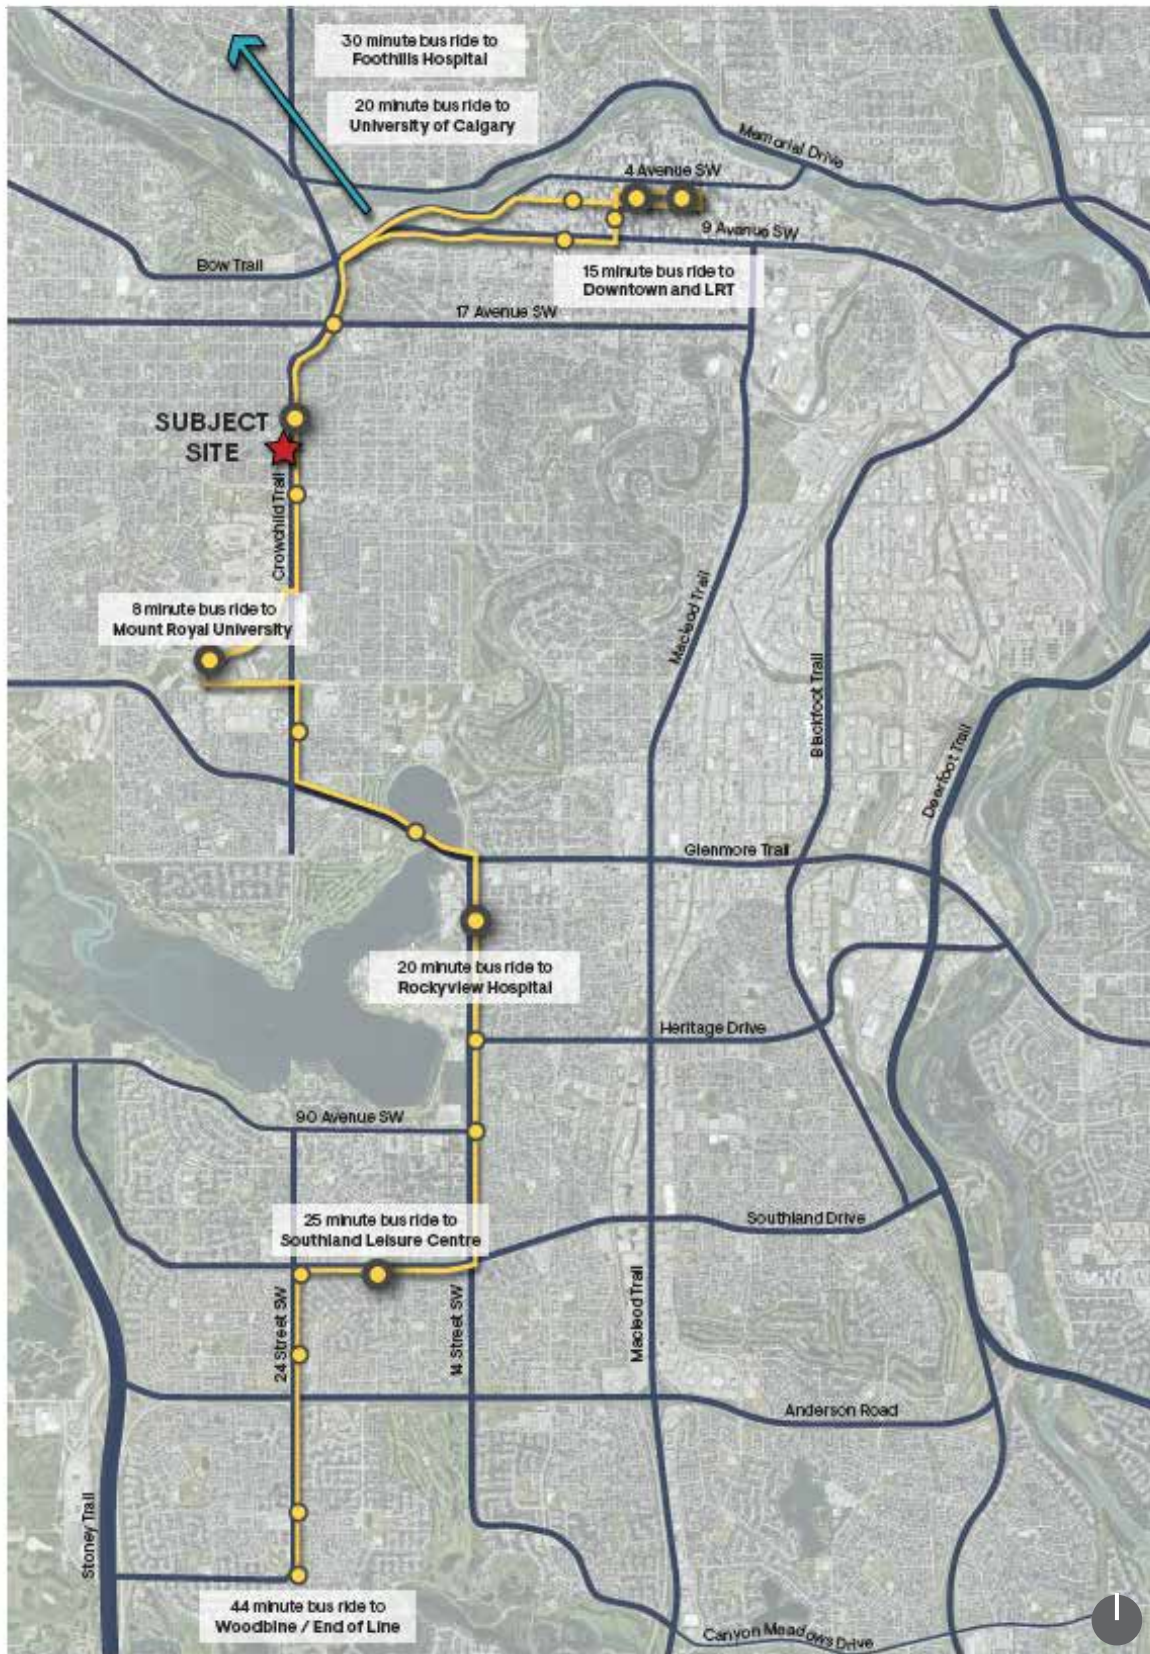 30 minute bus ride to
Foothills Hospital
20 minute bus ride to
University of Calgary
Memorial Drive
4 Avenue SW
9 Avenue SW
Bow Trail
15 minute bus ride to
Downtown and LRT
17 Avenue SW
SUBJECT
SITE
Crowchild Trail
8 minute bus ride to
Mount Royal University
Macleod Trail
Blackfoot Trail
Deerfoot Trail
Glenmore Trail
20 minute bus ride to
Rockyview Hospital
Heritage Drive
90 Avenue SW
25 minute bus ride to
Southland Leisure Centre
Southland Drive
24 Street SW
14 Street SW
Macleod Trail
Anderson Road
Stoney Trail
44 minute bus ride to
Woodbine / End of Line
Canyon Meadows Drive